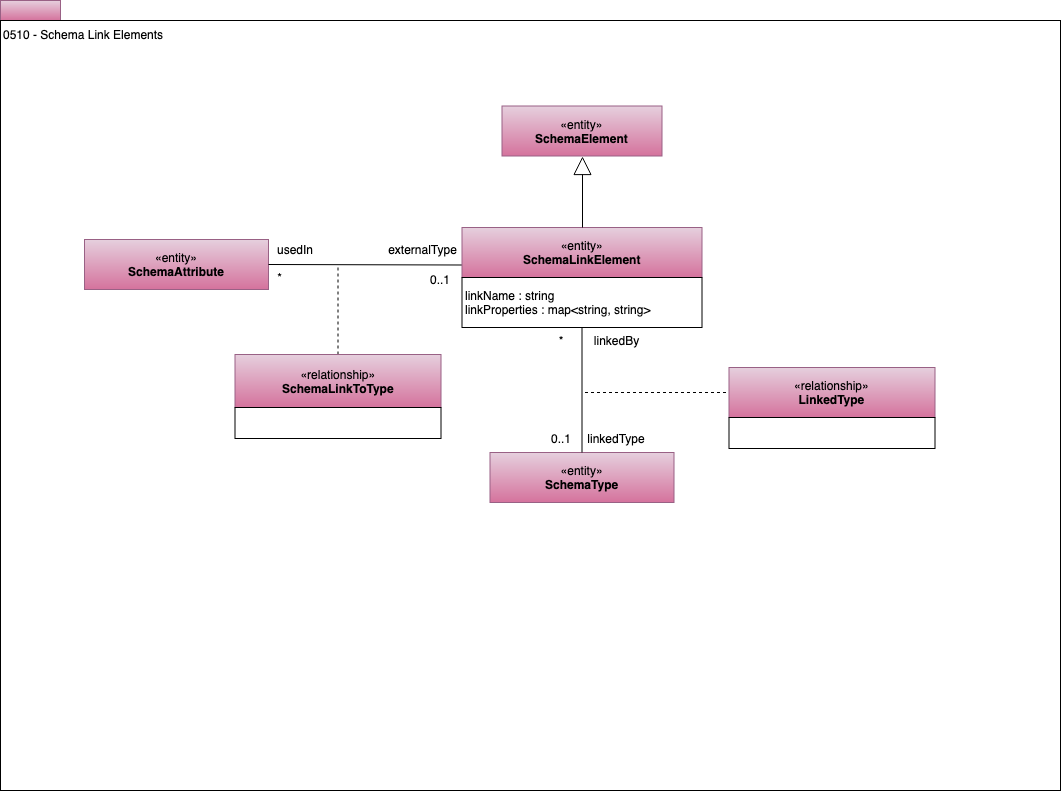 0510 - Schema Link Elements
«entity»
SchemaElement
«entity»
SchemaLinkElement
linkName : string
linkProperties : map<string, string>
«entity»
SchemaAttribute
usedIn
externalType
*
0..1
«relationship»
SchemaLinkToType
*
linkedBy
«relationship»
LinkedType
0..1
linkedType
«entity»
SchemaType